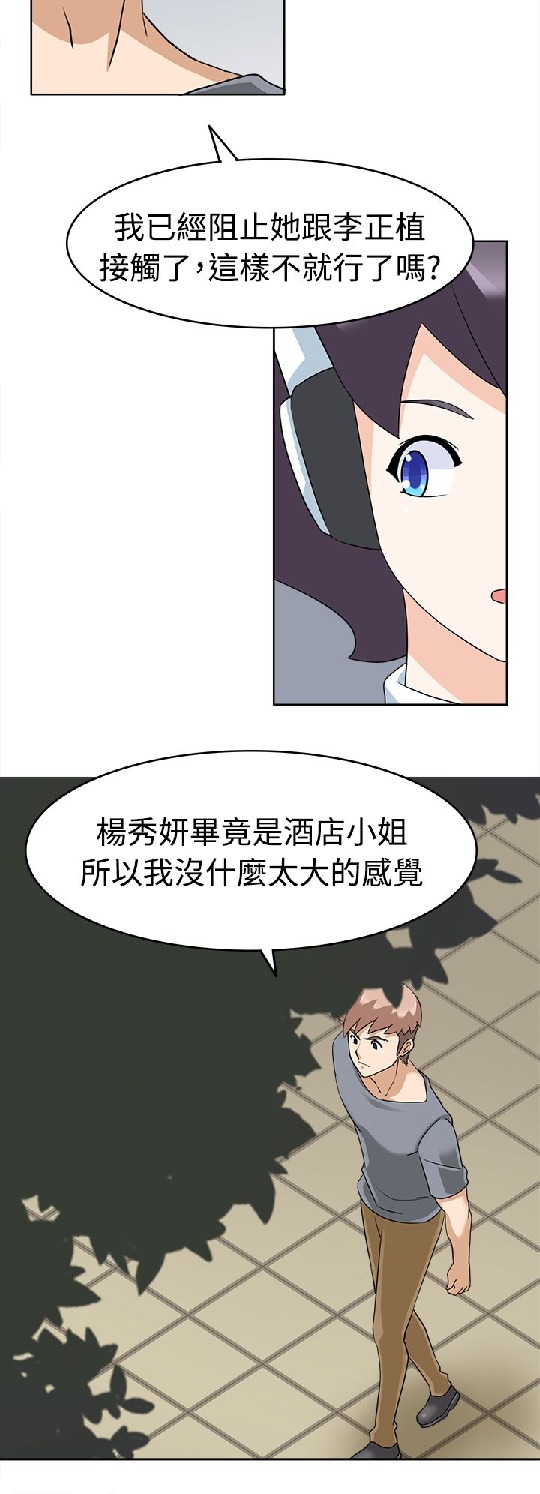 我已經阻止她跟李正植
接觸了，這樣不就行了嗎?
楊秀妍畢竟是酒店小姐
所以我沒什麼太大的感覺